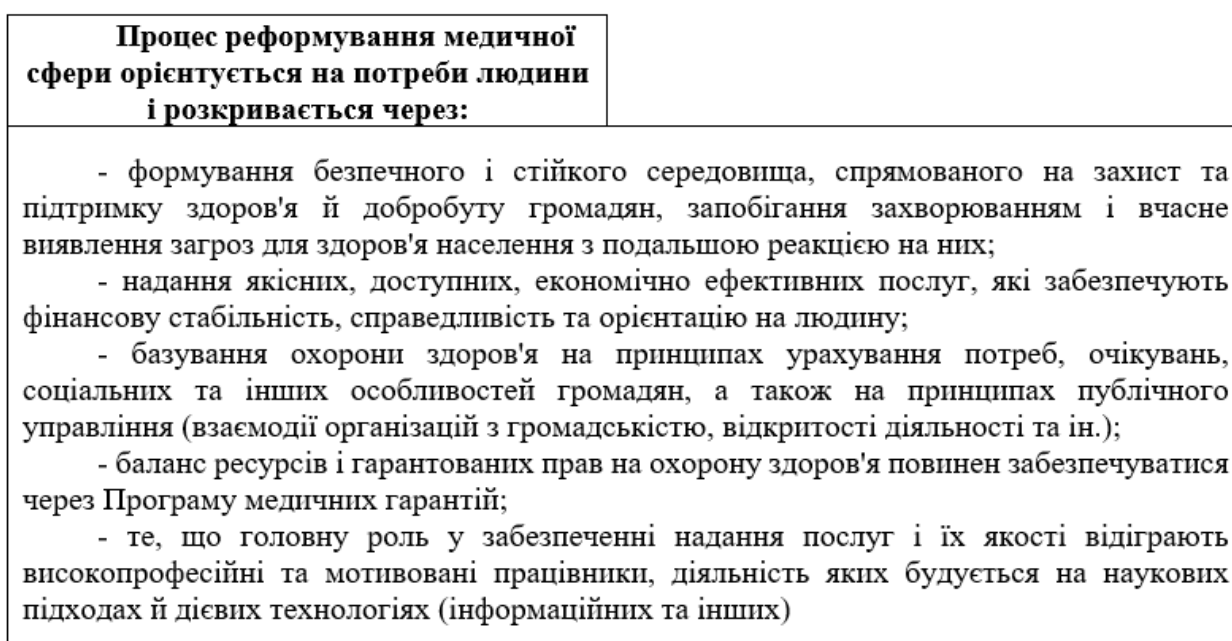 Процес реформування медичної
сфери орієнтується на потреби людини
і розкривається через:
- формування безпечного і стійкого середовища, спрямованого на захист та
підтримку здоров'я й добробуту громадян, запобігання захворюванням і вчасне
виявлення загроз для здоров'я населення з подальшою реакцією на них;
- надання якісних, доступних, економічно ефективних послуг, які забезпечують
фінансову стабільність, справедливість та орієнтацію на людину;
- базування охорони здоров'я на принципах урахування потреб, очікувань,
соціальних та інших особливостей громадян, а також на принципах публічного
управління (взаємодії організацій з громадськістю, відкритості діяльності та ін.);
- баланс ресурсів і гарантованих прав на охорону здоров'я повинен забезпечуватися
через Програму медичних гарантій;
- те, що головну роль у забезпеченні надання послуг і їх якості відіграють
високопрофесійні та мотивовані працівники, діяльність яких будується на наукових
підходах й дієвих технологіях (інформаційних та інших)